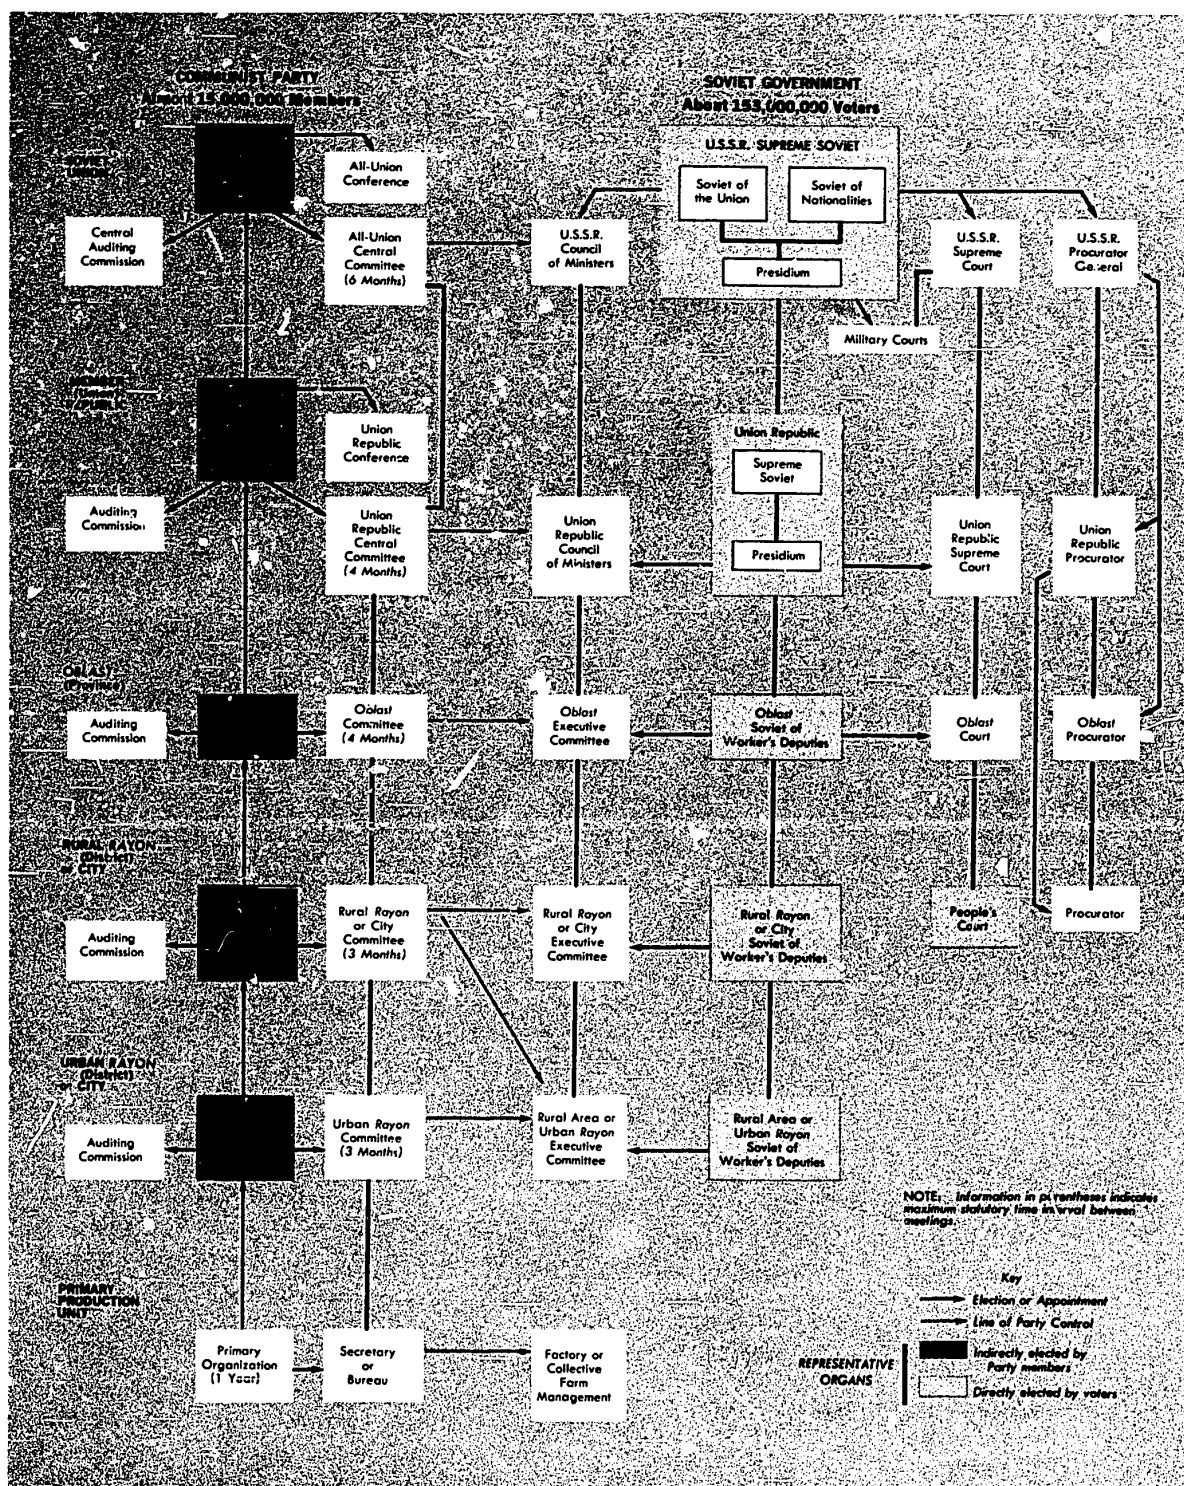 COMMUNIST PARTY
Almost 15,000,000 Members
SOVIET GOVERNMENT
About 153,000,000 Voters
SOVIET
UNION
All-Union
Conference
Central
Auditing
Commission
All-Union
Central
Committee
(6 Months)
U.S.S.R.
Council
of Ministers
U.S.S.R. SUPREME SOVIET
Soviet of
the Union
Soviet of
Nationalities
Presidium
U.S.S.R.
Supreme
Court
U.S.S.R.
Procurator
General
Military Courts
MEMBER
(Union)
REPUBLIC
Union
Republic
Conference
Auditing
Commission
Union
Republic
Central
Committee
(4 Months)
Union
Republic
Council
of Ministers
Union Republic
Supreme
Soviet
Presidium
Union
Republic
Supreme
Court
Union
Republic
Procurator
OBLAST
(Province)
Auditing
Commission
Oblast
Committee
(4 Months)
Oblast
Executive
Committee
Oblast
Soviet of
Worker's Deputies
Oblast
Court
Oblast
Procurator
RURAL RAYON
(District)
or CITY
Auditing
Commission
Rural Rayon
or City
Committee
(3 Months)
Rural Rayon
or City
Executive
Committee
Rural Rayon
or City
Soviet of
Worker's Deputies
People's
Court
Procurator
URBAN RAYON
(District)
or CITY
Auditing
Commission
Urban Rayon
Committee
(3 Months)
Rural Area or
Urban Rayon
Executive
Committee
Rural Area or
Urban Rayon
Soviet of
Worker's Deputies
NOTE: Information in parentheses indicates
maximum statutory time interval between
meetings.
PRIMARY
PRODUCTION
UNIT
Primary
Organization
(1 Year)
Secretary
or
Bureau
Factory or
Collective
Farm
Management
Key
Election or Appointment
Line of Party Control
REPRESENTATIVE
ORGANS
Indirectly elected by
Party members
Directly elected by voters